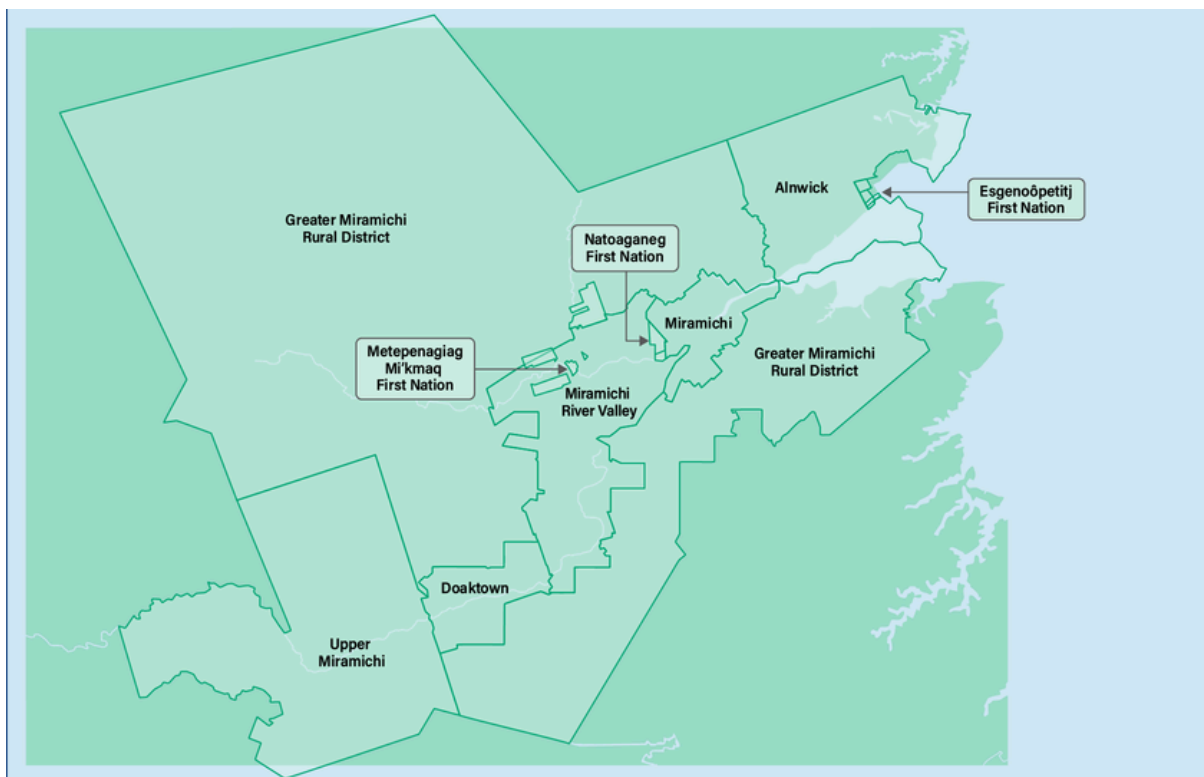 Alnwick
Esgenoôpetitj
First Nation
Greater Miramichi
Rural District
Natoaganeg
First Nation
Miramichi
Metepenagiag
Mi'kmaq
First Nation
Greater Miramichi
Rural District
Miramichi
River Valley
Doaktown
Upper
Miramichi